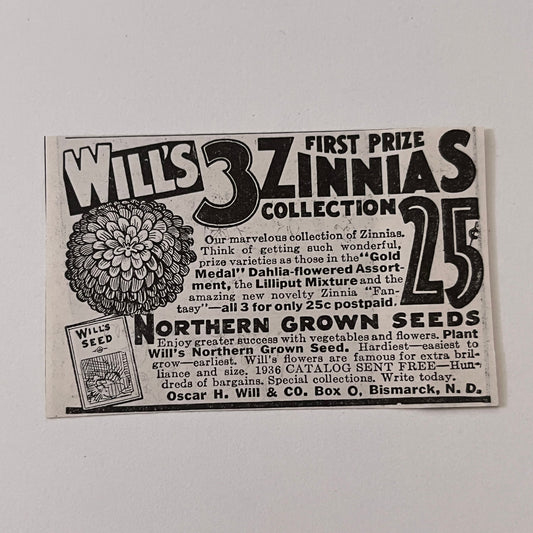 WILL'S 3 FIRST PRIZE
ZINNIAS
COLLECTION 25¢
Our marvelous collection of Zinnias.
Think of getting such wonderful,
prize varieties as those in the "Gold
Medal" Dahlia-flowered Assort-
ment, the Lilliput Mixture and the
amazing new novelty Zinnia "Fan-
tasy"—all 3 for only 25c postpaid.
WILL'S
SEED
NORTHERN GROWN SEEDS
Enjoy greater success with vegetables and flowers. Plant
Will's Northern Grown Seed. Hardiest—easiest to
grow—earliest. Will's flowers are famous for extra bril-
liance and size. 1936 CATALOG SENT FREE—Hun-
dreds of bargains. Special collections. Write today.
Oscar H. Will & CO. Box O, Bismarck, N. D.